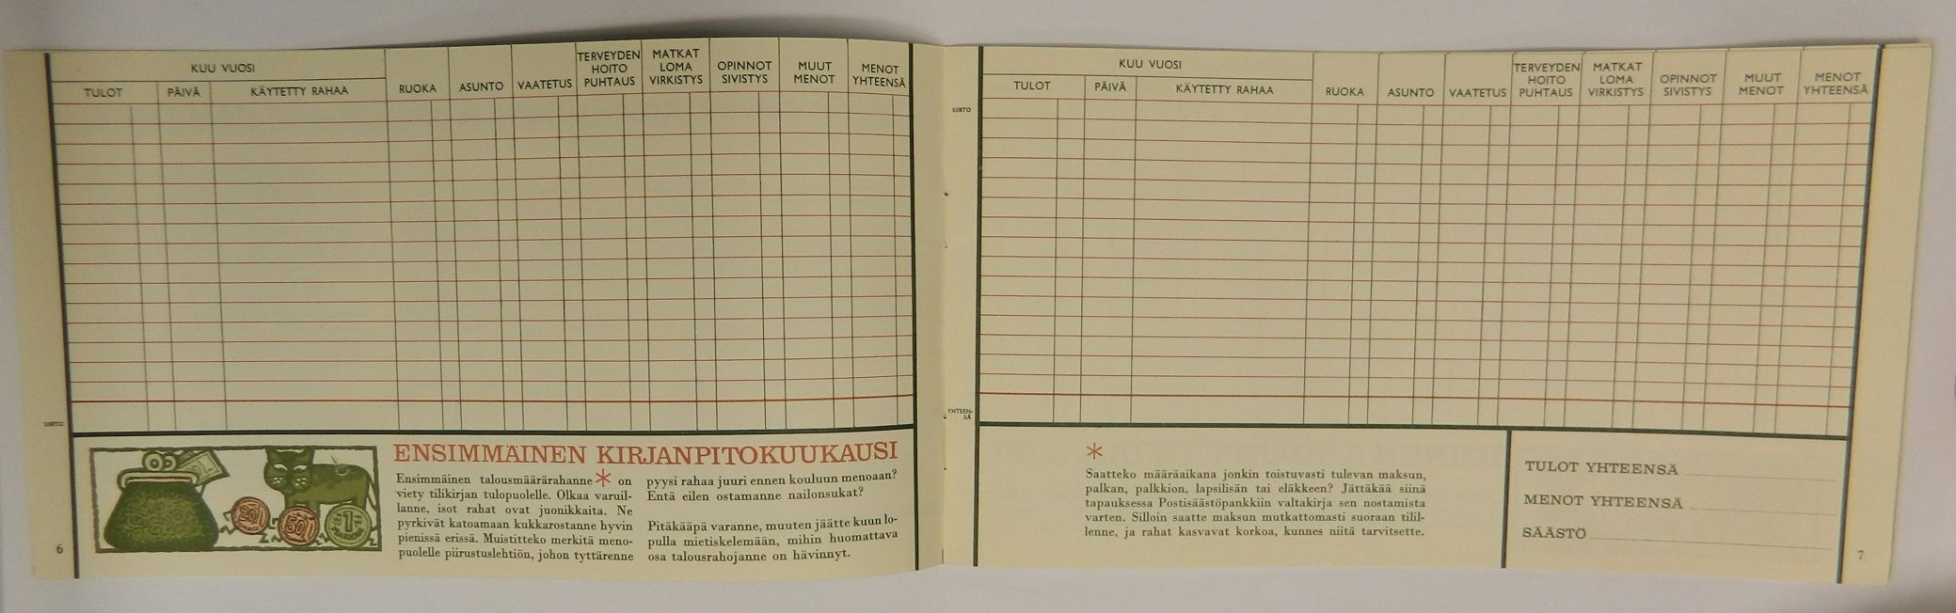 KUU VUOSI
TULOT PÄIVÄ KÄYTETTY RAHAA RUOKA ASUNTO VAATETUS TERVEYDEN HOITO PUHTAUS MATKAT LOMA VIRKISTYS OPINNOT SIVISTYS MUUT MENOT MENOT YHTEENSÄ
SIIRTO
ENSIMMÄINEN KIRJANPITOKUUKAUSI
Ensimmäinen talousmäärärahanne * on
viety tilikirjan tulopuolelle. Olkaa varuil-
lanne, isot rahat ovat juonikkaita. Ne
pyrkivät katoamaan kukkarostanne hyvin
pienissä erissä. Muistitteko merkitä meno-
puolelle piirustuslehtiön, johon tyttärenne
pyysi rahaa juuri ennen kouluun menoaan?
Entä eilen ostamanne nailonsukat?
Pitäkääpä varanne, muuten jäätte kuun lo-
pulla mietiskelemään, mihin huomattava
osa talousrahojanne on hävinnyt.
50
1
6
KUU VUOSI
TULOT PÄIVÄ KÄYTETTY RAHAA RUOKA ASUNTO VAATETUS TERVEYDEN HOITO PUHTAUS MATKAT LOMA VIRKISTYS OPINNOT SIVISTYS MUUT MENOT MENOT YHTEENSÄ
SIIRTO
YHTEEN-
SÄ
*
Saatteko määräaikana jonkin toistuvasti tulevan maksun,
palkan, palkkion, lapsilisän tai eläkkeen? Jättäkää siinä
tapauksessa Postisäästöpankkiin valtakirja sen nostamista
varten. Silloin saatte maksun mutkattomasti suoraan tilil-
lenne, ja rahat kasvavat korkoa, kunnes niitä tarvitsette.
TULOT YHTEENSÄ
MENOT YHTEENSÄ
SÄÄSTÖ
7